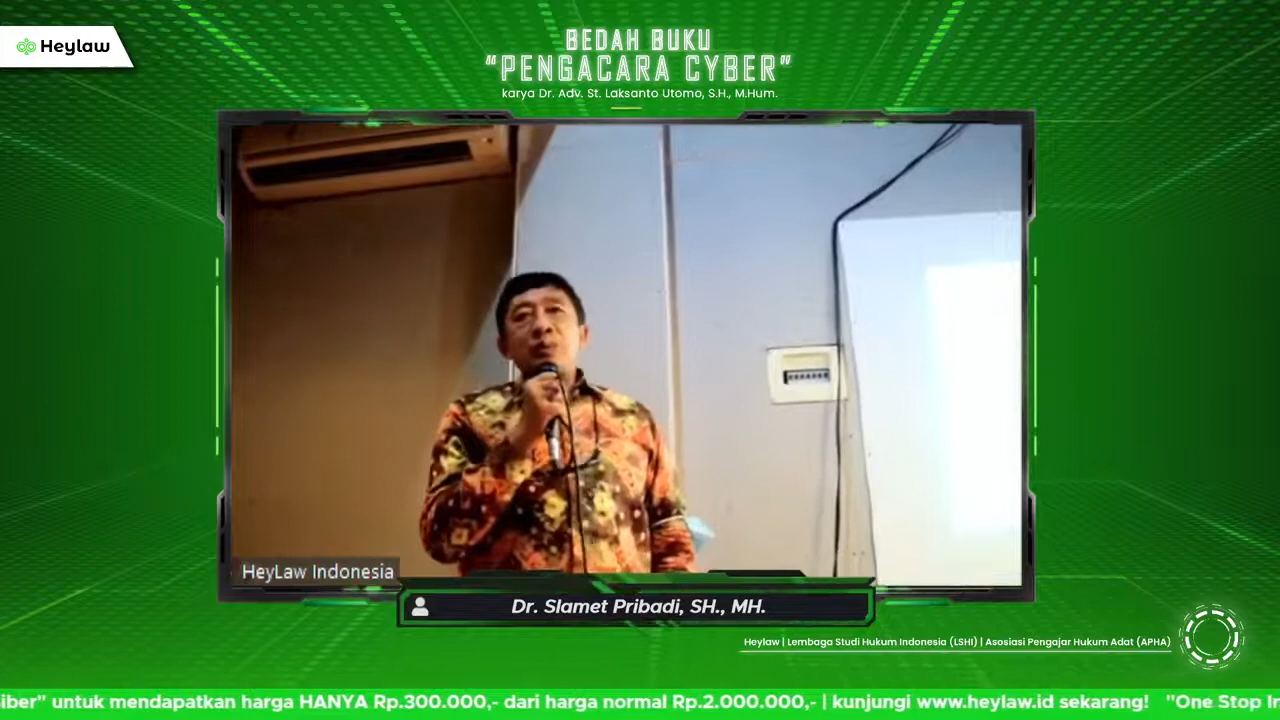 Heylaw
BEDAH BUKU
“PENGACARA CYBER”
karya Dr. Adv. St. Laksanto Utomo, S.H., M.Hum.
HeyLaw Indonesia
Dr. Slamet Pribadi, SH., MH.
Heylaw | Lembaga Studi Hukum Indonesia (LSHI) | Asosiasi Pengajar Hukum Adat (APHA)
untuk mendapatkan harga HANYA Rp.300.000,- dari harga normal Rp.2.000.000,- | kunjungi www.heylaw.id sekarang! "One Stop